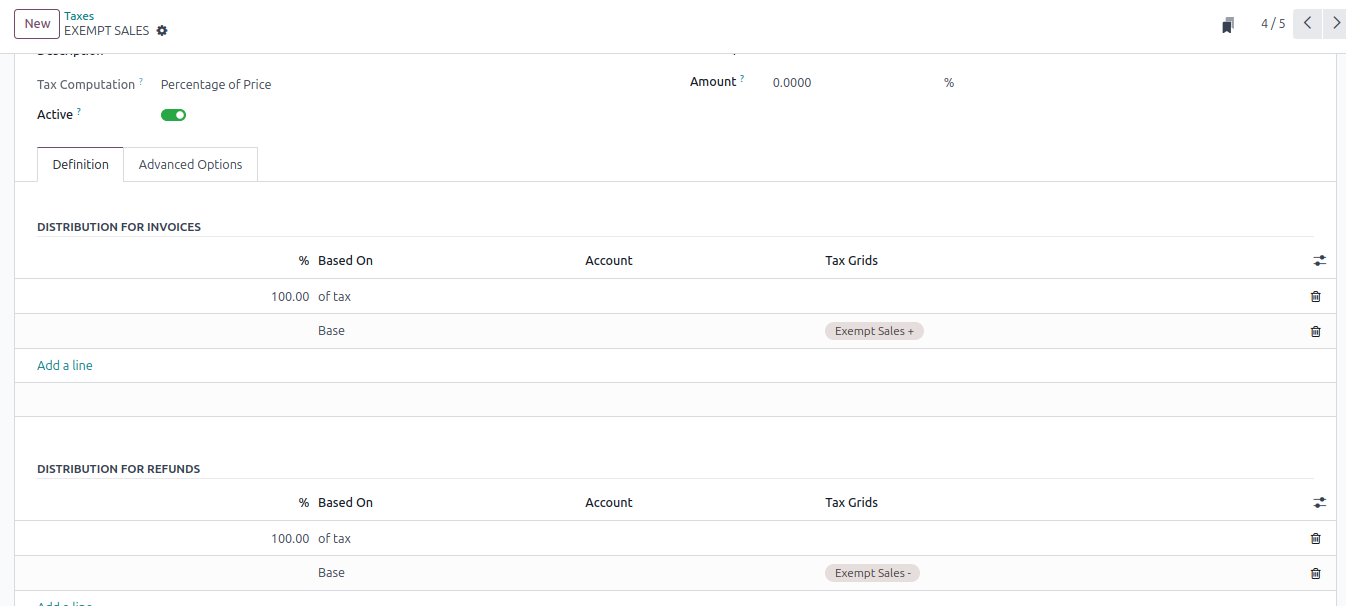 New
Taxes
EXEMPT SALES
4 / 5
Tax Computation ?
Percentage of Price
Amount ?
0.0000
%
Active ?
Definition
Advanced Options
DISTRIBUTION FOR INVOICES
% Based On Account Tax Grids
100.00 of tax
Base Exempt Sales +
Add a line
DISTRIBUTION FOR REFUNDS
% Based On Account Tax Grids
100.00 of tax
Base Exempt Sales -
Add a line